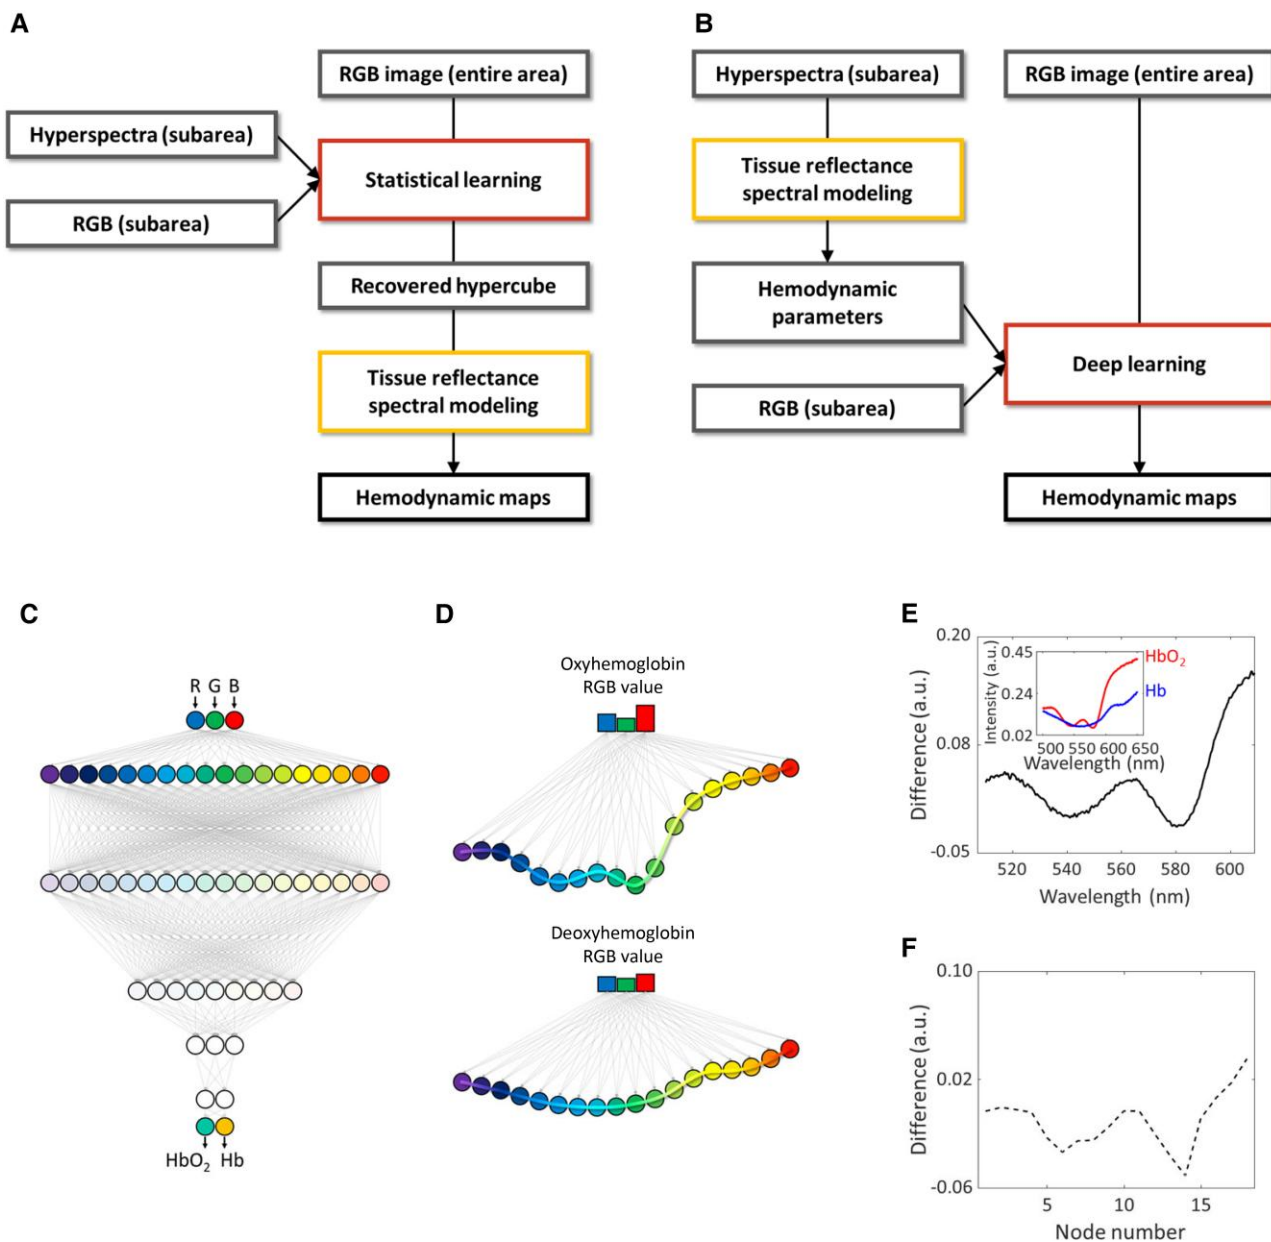 A
RGB image (entire area)
Hyperspectra (subarea)
RGB (subarea)
Statistical learning
Recovered hypercube
Tissue reflectance
spectral modeling
Hemodynamic maps
B
Hyperspectra (subarea)
RGB image (entire area)
Tissue reflectance
spectral modeling
Hemodynamic
parameters
RGB (subarea)
Deep learning
Hemodynamic maps
C
R G B
HbO2 Hb
D
Oxyhemoglobin
RGB value
Deoxyhemoglobin
RGB value
E
Difference (a.u.)
0.20
0.08
-0.05
520 540 560 580 600
Wavelength (nm)
Intensity (a.u.)
0.45
0.24
0.02
500 550 600 650
Wavelength (nm)
HbO2
Hb
F
Difference (a.u.)
0.10
0.02
-0.06
5 10 15
Node number